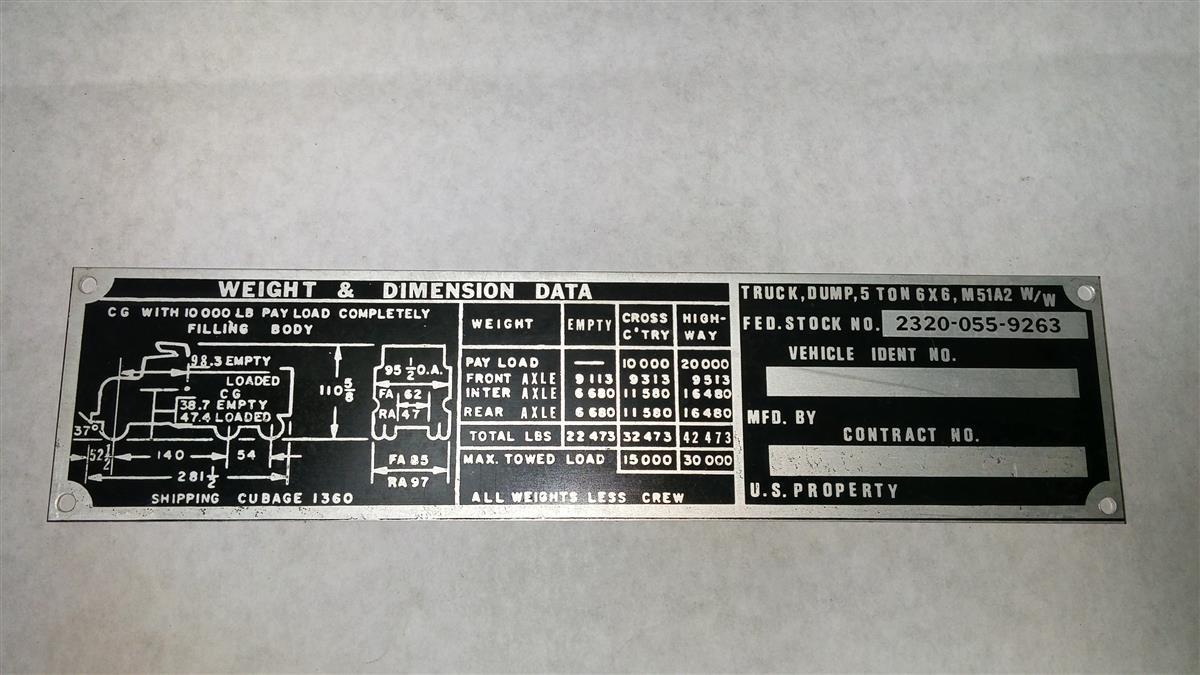 WEIGHT & DIMENSION DATA
CG WITH 10000 LB PAY LOAD COMPLETELY
FILLING BODY
98.3 EMPTY
LOADED
CG
38.7 EMPTY
47.4 LOADED
37°
52 1/2
140
54
281 1/2
110 5/8
SHIPPING CUBAGE 1360
95 1/2 O.A.
FA 62
RA 47
FA 85
RA 97
WEIGHT EMPTY CROSS C'TRY HIGH-WAY
PAY LOAD — 10000 20000
FRONT AXLE 9113 9313 9513
INTER AXLE 6680 11580 16480
REAR AXLE 6680 11580 16480
TOTAL LBS 22473 32473 42473
MAX. TOWED LOAD 15000 30000
ALL WEIGHTS LESS CREW
TRUCK, DUMP, 5 TON 6X6, M51A2 W/W
FED. STOCK NO. 2320-055-9263
VEHICLE IDENT NO.
MFD. BY
CONTRACT NO.
U.S. PROPERTY